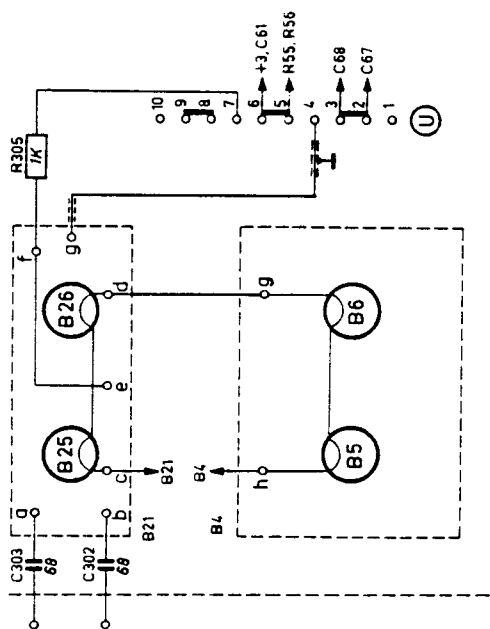 R305
1K
10
9
8
7
6
5
4
3
2
1
+3, C61
R55, R56
C68
C67
U
f
g
B26
d
e
B25
c
a
b
B21
B21
C303
68
C302
68
B4
B4
g
B6
h
B5